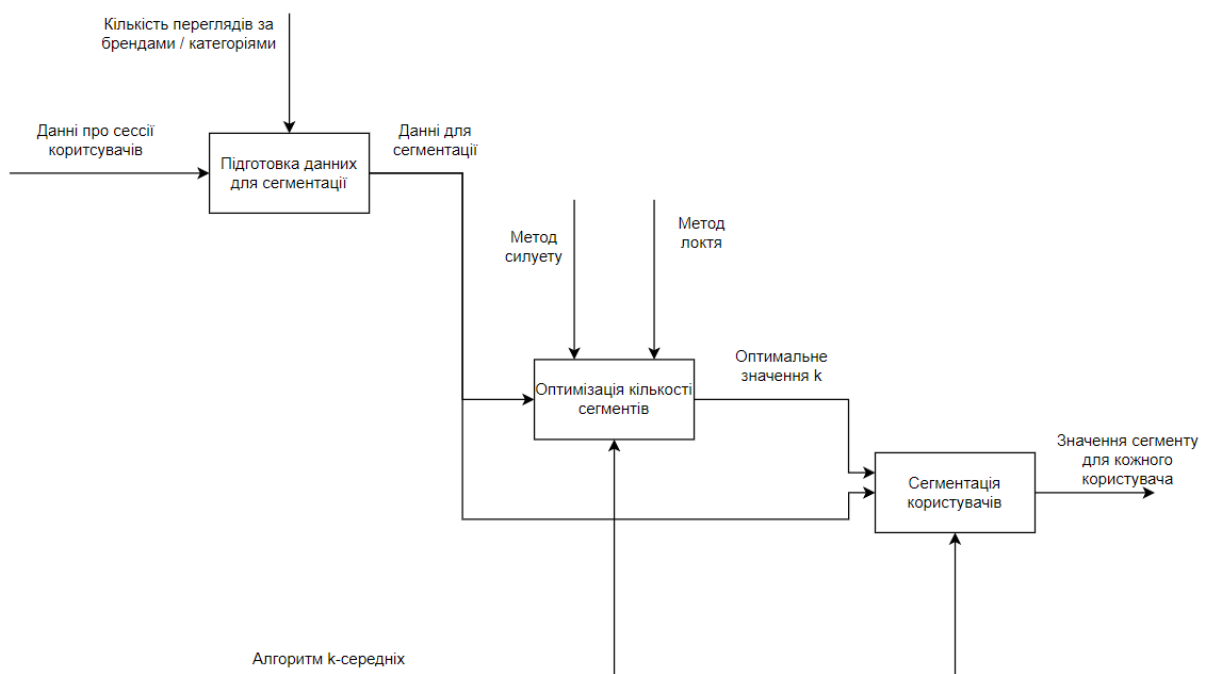 Кількість переглядів за
брендами / категоріями
Данні про сессії
коритсувачів
Підготовка данних
для сегментації
Данні для
сегментації
Метод
силуету
Метод
локтя
Оптимізація кількості
сегментів
Оптимальне
значення k
Сегментація
користувачів
Значення сегменту
для кожного
користувача
Алгоритм k-середніх